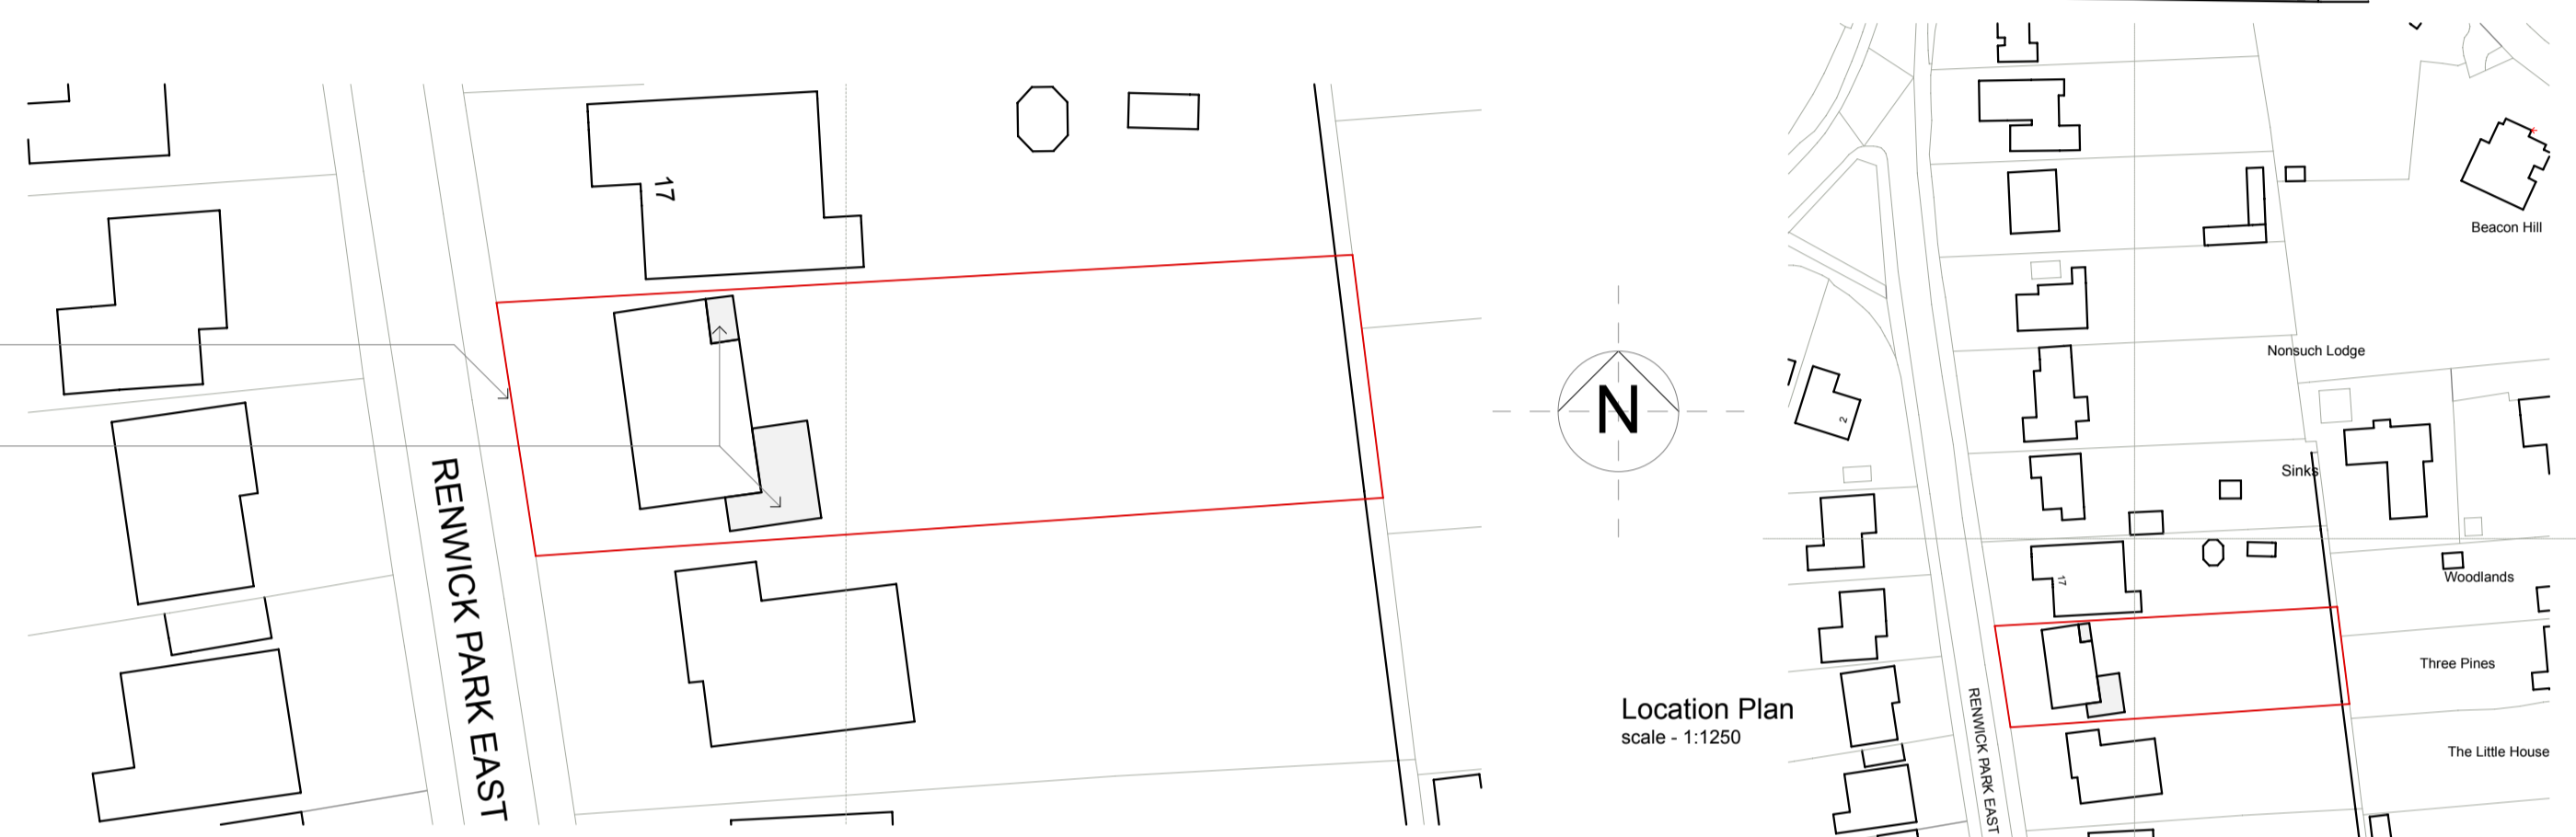 17
RENWICK PARK EAST
N
Location Plan
scale - 1:1250
Beacon Hill
Nonsuch Lodge
2
Sinks
17
Woodlands
Three Pines
RENWICK PARK EAST
The Little House